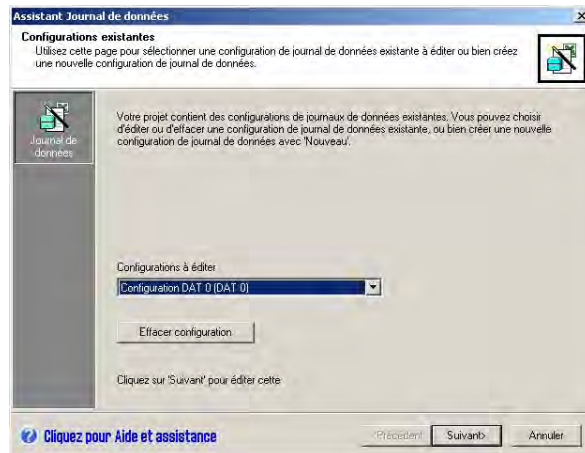 Assistant Journal de données
Configurations existantes
Utilisez cette page pour sélectionner une configuration de journal de données existante à éditer ou bien créez
une nouvelle configuration de journal de données.
Journal de
données
Votre projet contient des configurations de journaux de données existantes. Vous pouvez choisir
d'éditer ou d'effacer une configuration de journal de données existante, ou bien créer une nouvelle
configuration de journal de données avec 'Nouveau'.
Configurations à éditer
Configuration DAT 0 (DAT 0)
Effacer configuration
Cliquez sur 'Suivant' pour éditer cette
Cliquez pour Aide et assistance
<Précédent
Suivant>
Annuler